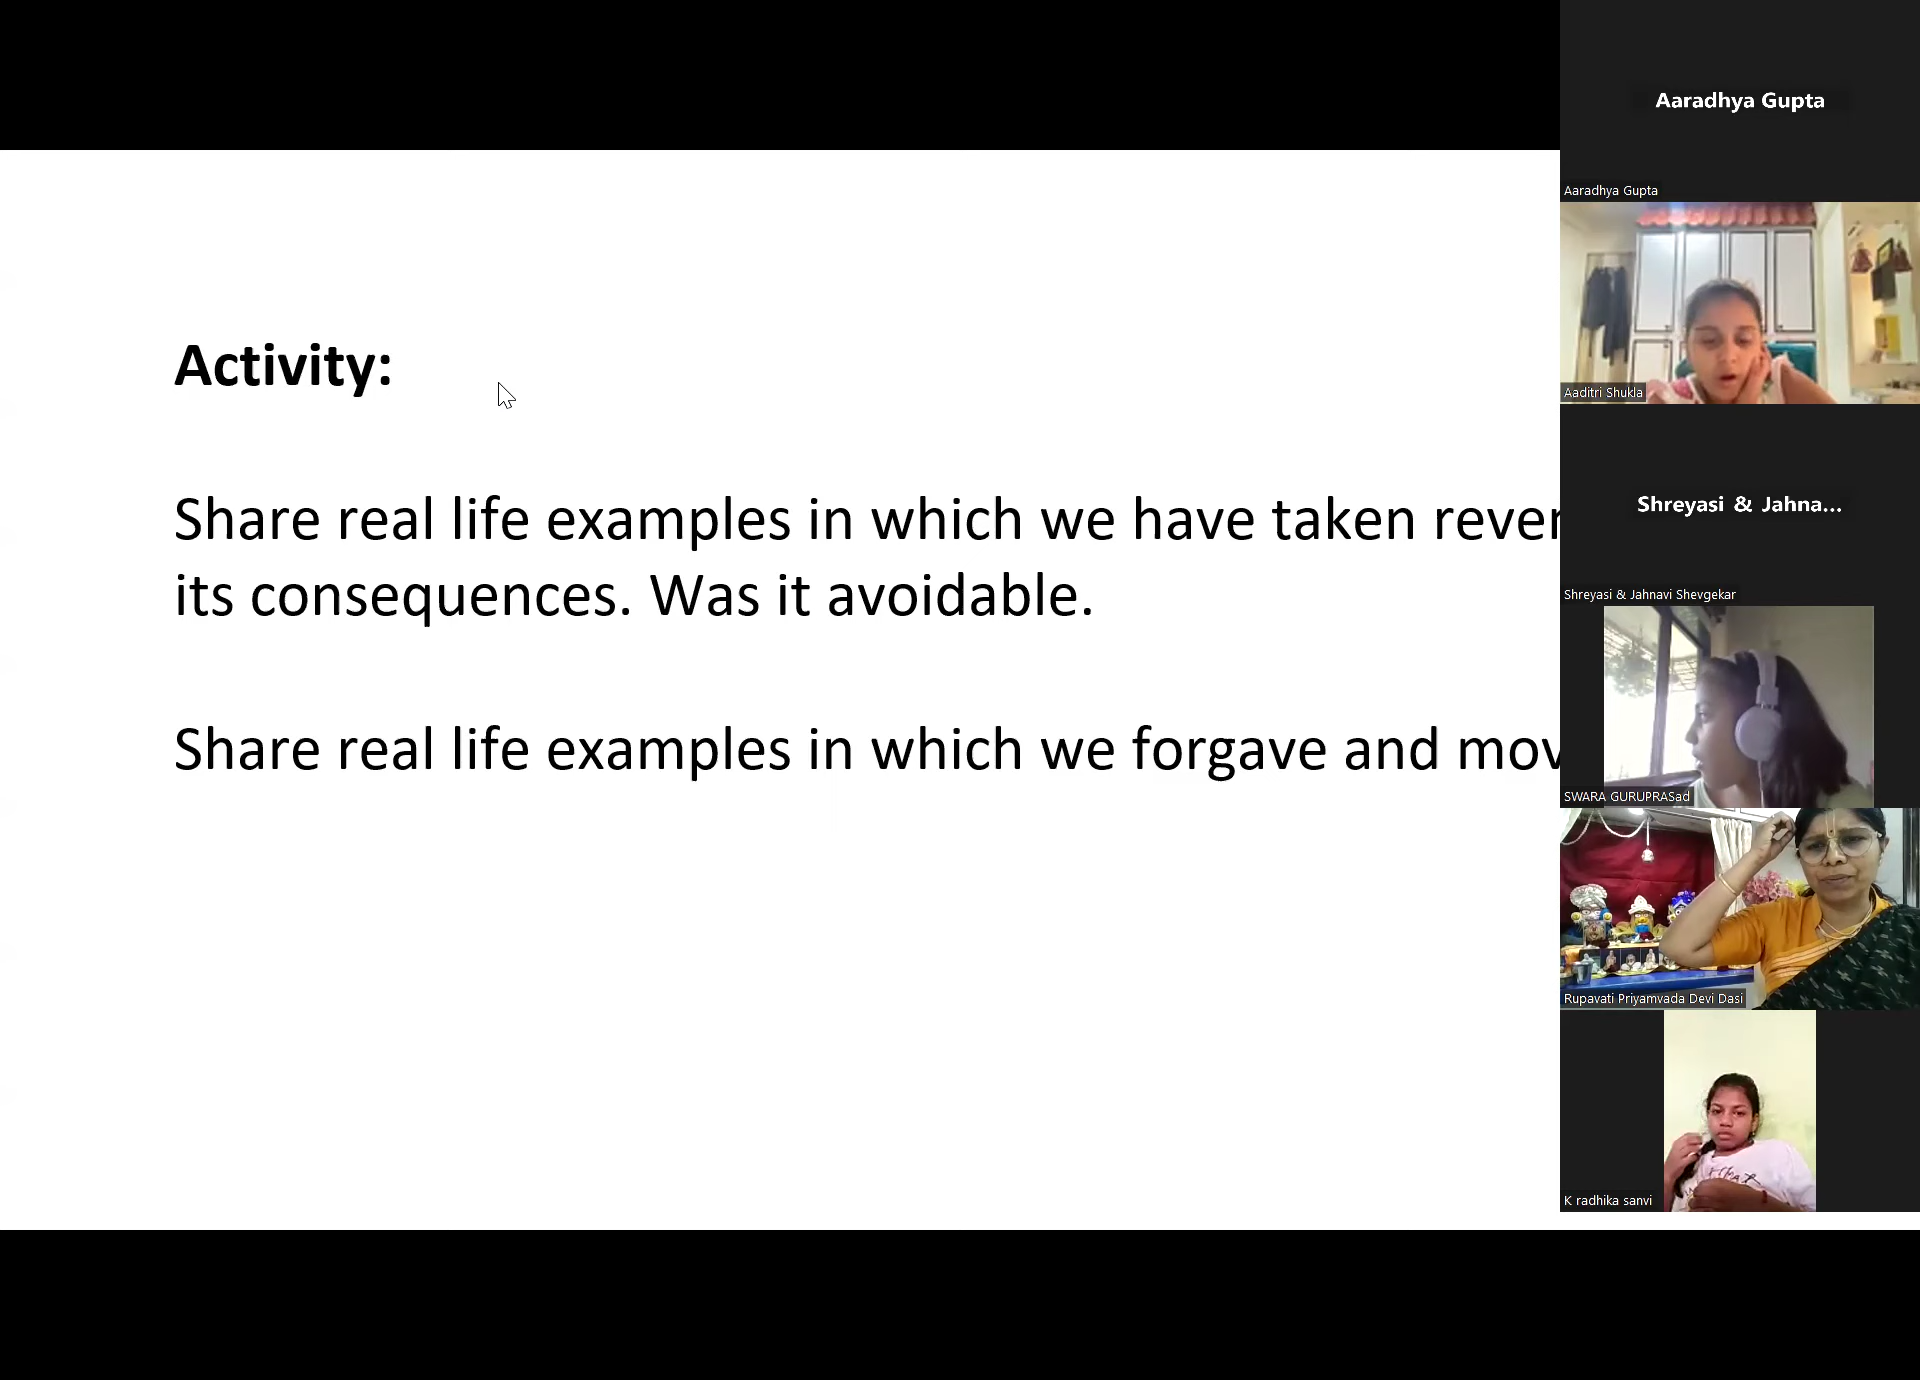 Activity:
Share real life examples in which we have taken
its consequences. Was it avoidable.
Share real life examples in which we forgave and
Aaradhya Gupta
Aaradhya Gupta
Aaditri Shukla
Shreyasi & Jahna...
Shreyasi & Jahnavi Shevgekar
SWARA GURUPRASad
Rupavati Priyamvada Devi Dasi
K radhika sanvi